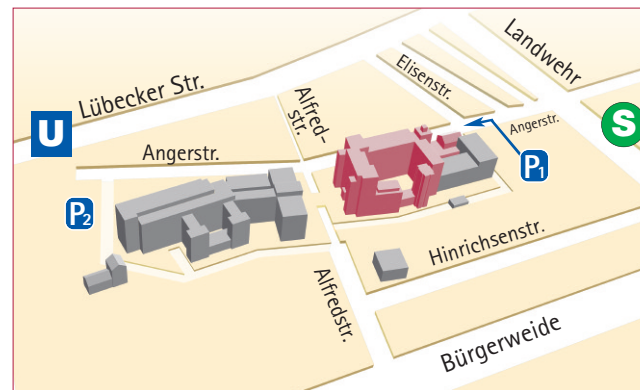 Landwehr
Elisenstr.
Lübecker Str.
Alfred-
str.
U
S
Angerstr.
Angerstr.
P1
P2
Hinrichsenstr.
Alfredstr.
Bürgerweide